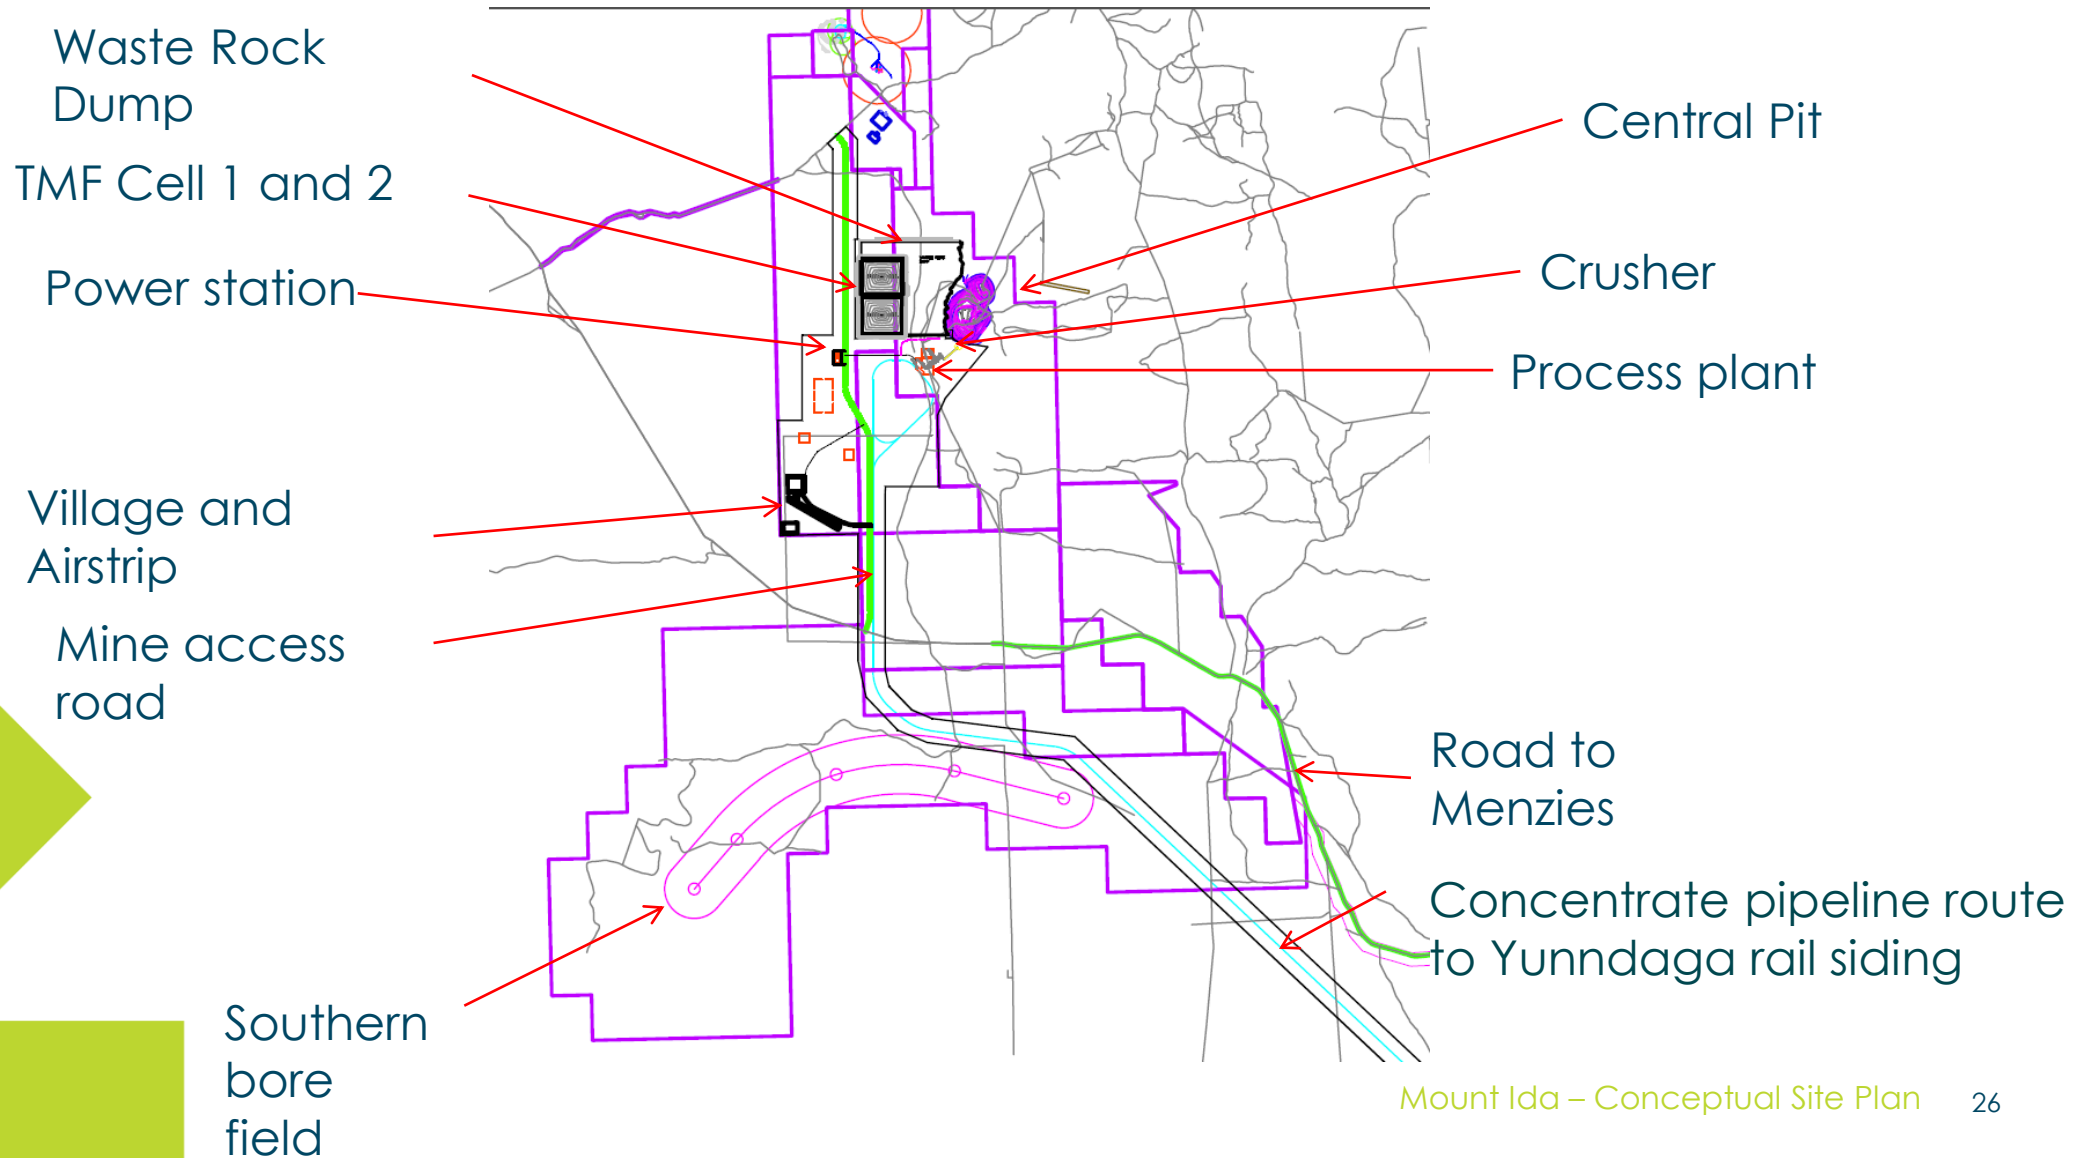 Waste Rock
Dump
TMF Cell 1 and 2
Power station
Village and
Airstrip
Mine access
road
Southern
bore
field
Central Pit
Crusher
Process plant
Road to
Menzies
Concentrate pipeline route
to Yunndaga rail siding
Mount Ida – Conceptual Site Plan
26